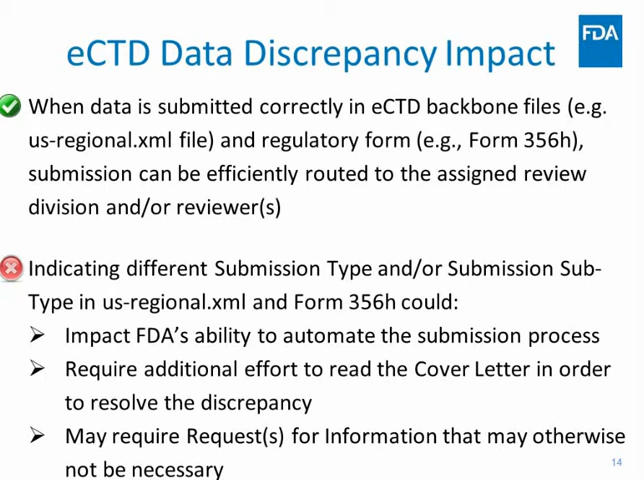 FDA
eCTD Data Discrepancy Impact
When data is submitted correctly in eCTD backbone files (e.g.
us-regional.xml file) and regulatory form (e.g., Form 356h),
submission can be efficiently routed to the assigned review
division and/or reviewer(s)
Indicating different Submission Type and/or Submission Sub-
Type in us-regional.xml and Form 356h could:
Impact FDA’s ability to automate the submission process
Require additional effort to read the Cover Letter in order
to resolve the discrepancy
May require Request(s) for Information that may otherwise
not be necessary
14